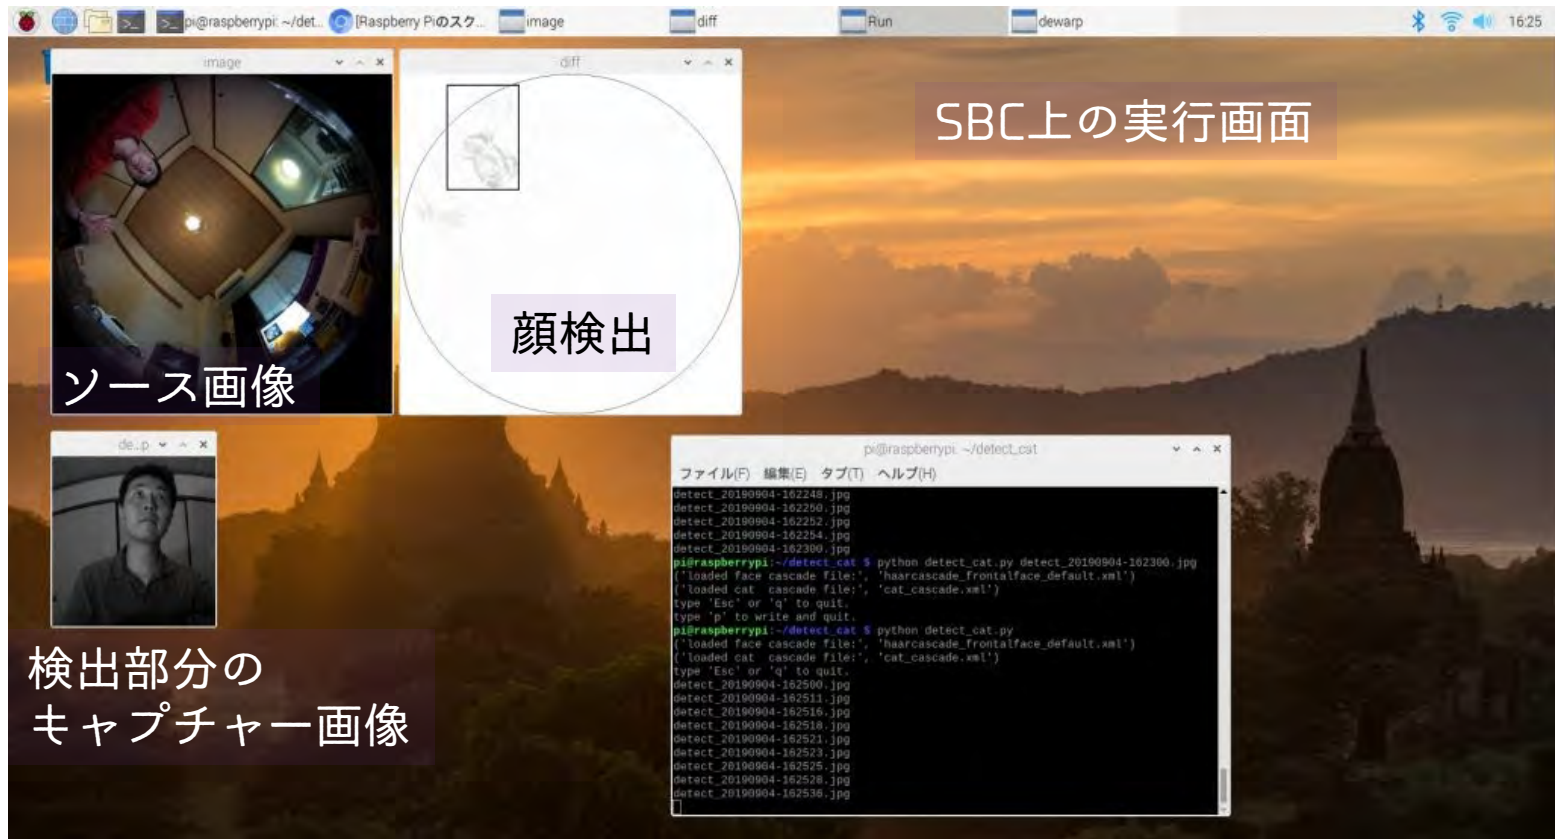 pi@raspberrypi: ~/det...
[Raspberry Piのスク...
image
diff
Run
dewarp
16:25
image
diff
SBC上の実行画面
顔検出
ソース画像
de...p
検出部分の
キャプチャー画像
pi@raspberrypi: ~/detect_cat
ファイル(F) 編集(E) タブ(T) ヘルプ(H)
detect_20190904-162248.jpg
detect_20190904-162250.jpg
detect_20190904-162252.jpg
detect_20190904-162254.jpg
detect_20190904-162300.jpg
pi@raspberrypi:~/detect_cat $ python detect_cat.py detect_20190904-162300.jpg
('loaded face cascade file:', 'haarcascade_frontalface_default.xml')
('loaded cat  cascade file:', 'cat_cascade.xml')
type 'Esc' or 'q' to quit.
type 'p' to write and quit.
pi@raspberrypi:~/detect_cat $ python detect_cat.py
('loaded face cascade file:', 'haarcascade_frontalface_default.xml')
('loaded cat  cascade file:', 'cat_cascade.xml')
type 'Esc' or 'q' to quit.
detect_20190904-162500.jpg
detect_20190904-162511.jpg
detect_20190904-162516.jpg
detect_20190904-162518.jpg
detect_20190904-162521.jpg
detect_20190904-162523.jpg
detect_20190904-162525.jpg
detect_20190904-162528.jpg
detect_20190904-162536.jpg